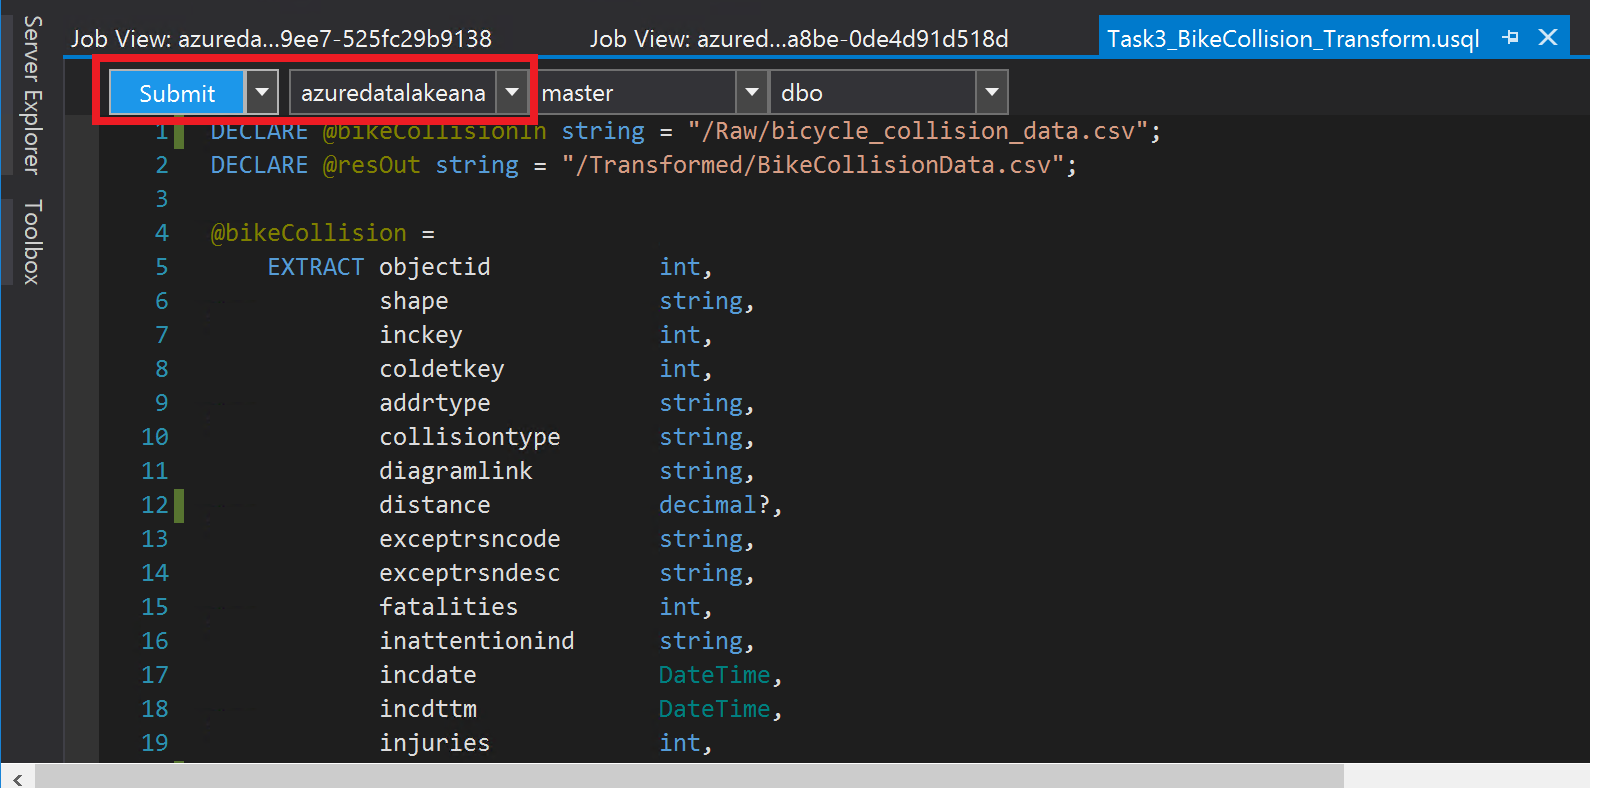 Server Explorer
Toolbox
Job View: azureda...9ee7-525fc29b9138 Job View: azured...a8be-0de4d91d518d Task3_BikeCollision_Transform.usql
Submit azuredatalakeana master dbo
1 DECLARE @bikeCollisionIn string = "/Raw/bicycle_collision_data.csv";
2 DECLARE @resOut string = "/Transformed/BikeCollisionData.csv";
3
4 @bikeCollision =
5 EXTRACT objectid int,
6 shape string,
7 inckey int,
8 coldetkey int,
9 addrtype string,
10 collisiontype string,
11 diagramlink string,
12 distance decimal?,
13 exceptrsncode string,
14 exceptrsndesc string,
15 fatalities int,
16 inattentionind string,
17 incdate DateTime,
18 incdttm DateTime,
19 injuries int,